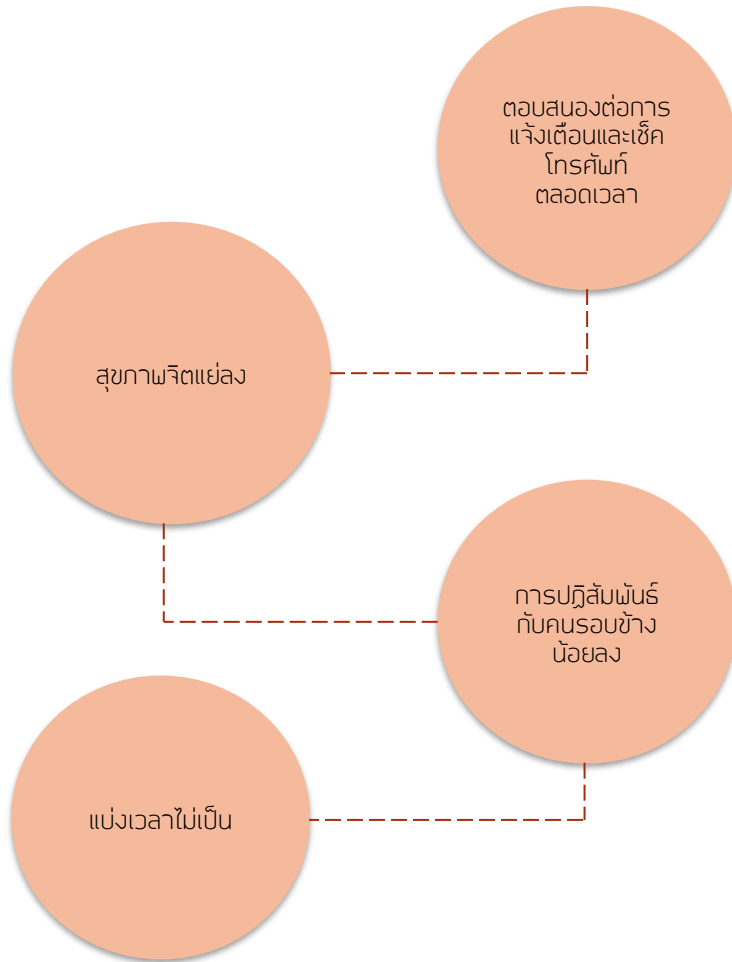 ตอบสนองต่อการ
แจ้งเตือนและเช็ค
โทรศัพท์
ตลอดเวลา
สุขภาพจิตแย่ลง
การปฏิสัมพันธ์
กับคนรอบข้าง
น้อยลง
แบ่งเวลาไม่เป็น